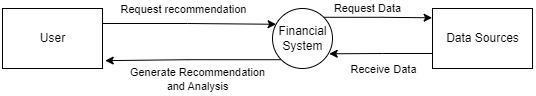 Request recommendation
Request Data
User
Financial
System
Data Sources
Generate Recommendation
and Analysis
Receive Data